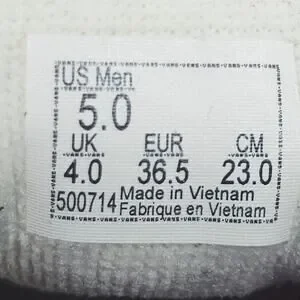 US Men
5.0
UK EUR CM
4.0 36.5 23.0
500714 Made in Vietnam
Fabrique en Vietnam